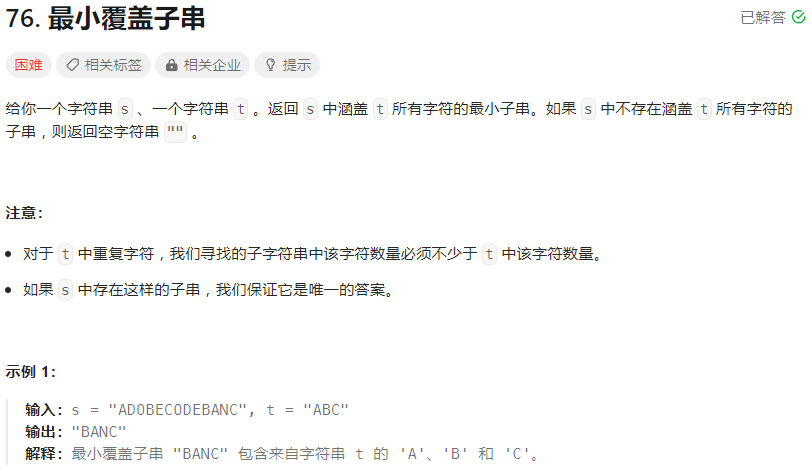 76. 最小覆盖子串
已解答
困难 相关标签 相关企业 提示
给你一个字符串 s 、一个字符串 t 。返回 s 中涵盖 t 所有字符的最小子串。如果 s 中不存在涵盖 t 所有字符的
子串，则返回空字符串 "" 。
注意：
对于 t 中重复字符，我们寻找的子字符串中该字符数量必须不少于 t 中该字符数量。
如果 s 中存在这样的子串，我们保证它是唯一的答案。
示例 1：
输入：s = "ADOBECODEBANC", t = "ABC"
输出："BANC"
解释：最小覆盖子串 "BANC" 包含来自字符串 t 的 'A'、'B' 和 'C'。